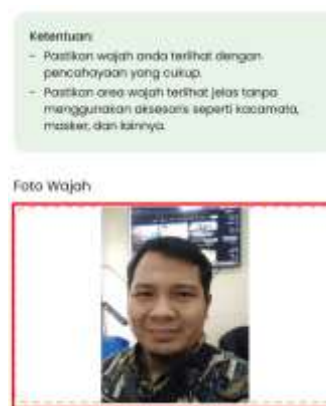 Ketentuan:
- Pastikan wajah anda terlihat dengan
pencahayaan yang cukup.
- Pastikan area wajah terlihat jelas tanpa
menggunakan aksesoris seperti kacamata,
masker, dan lainnya.
Foto Wajah